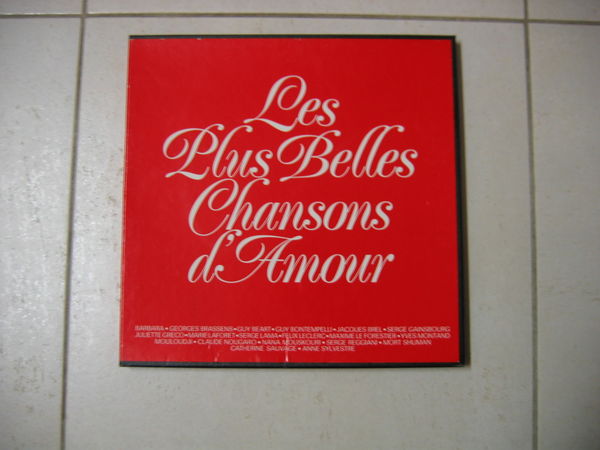 Les
Plus Belles
Chansons
d'Amour
BARBARA • GEORGES BRASSENS • GUY BEART • GUY BONTEMPELLI • JACQUES BREL • SERGE GAINSBOURG
JULIETTE GRECO • MARIE LAFORET • SERGE LAMA • FELIX LECLERC • MAXIME LE FORESTIER • YVES MONTAND
MOULOUDJI • CLAUDE NOUGARO • NANA MOUSKOURI • SERGE REGGIANI • MORT SHUMAN
CATHERINE SAUVAGE • ANNE SYLVESTRE